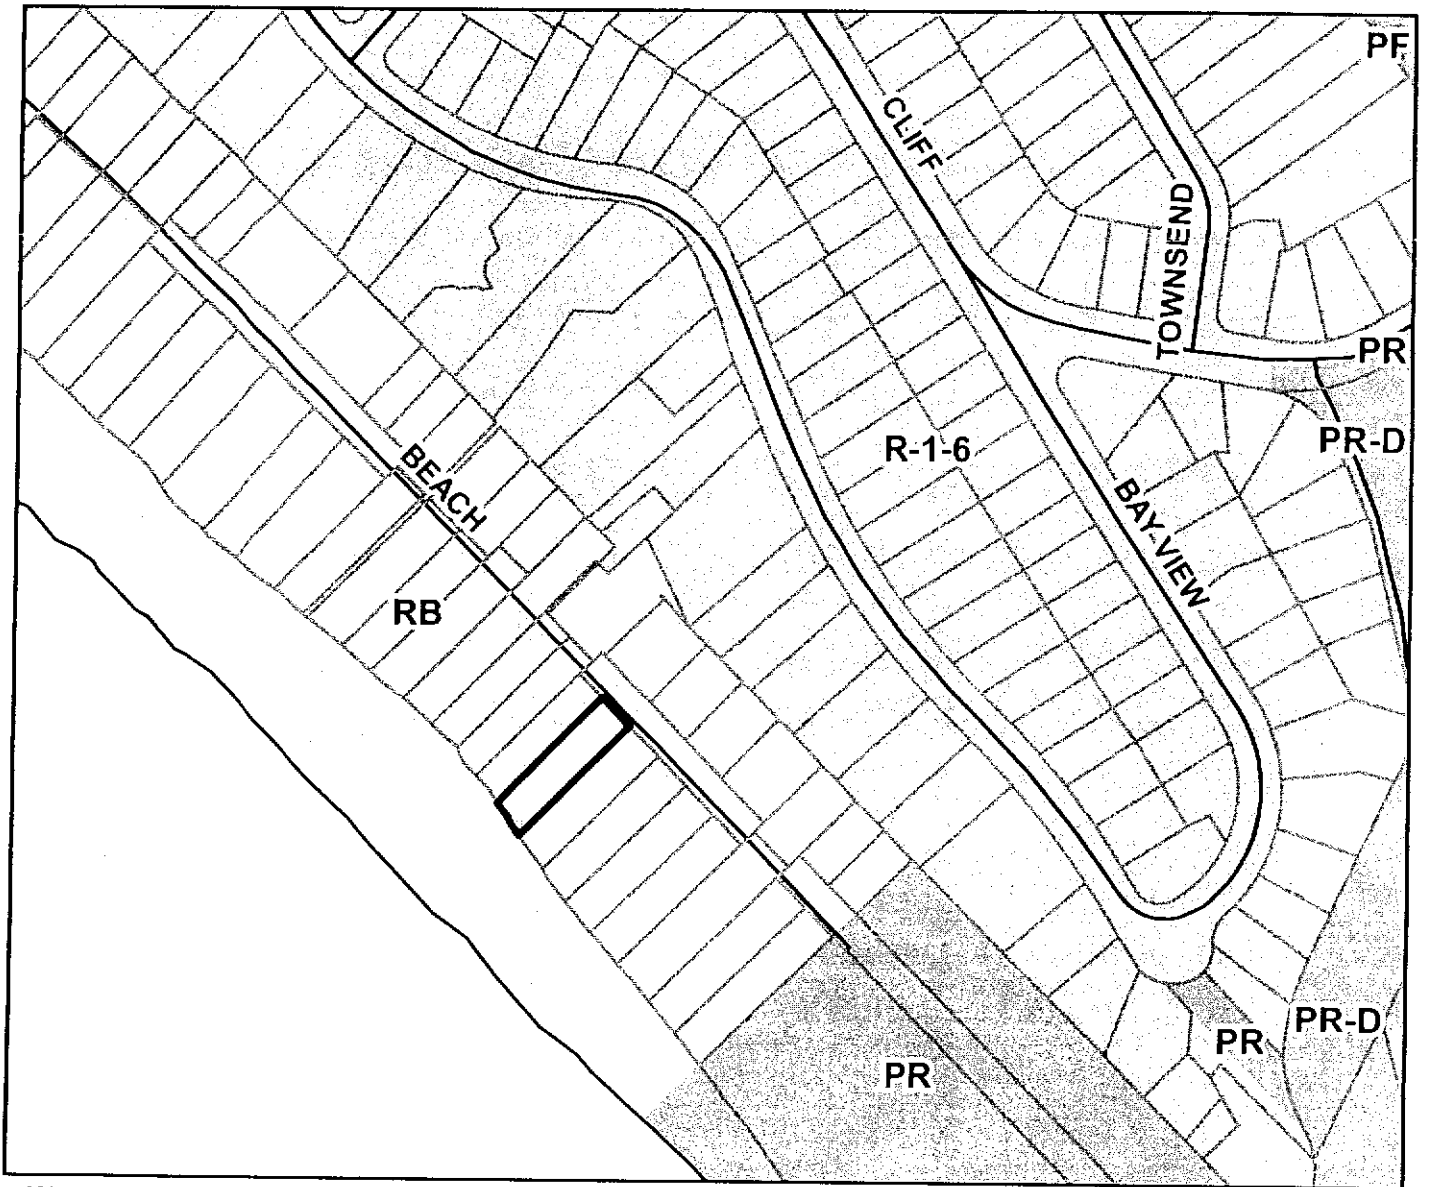 PF
CLIFF
TOWNSEND
PR
PR-D
R-1-6
BEACH
BAY-VIEW
RB
PR-D
PR
PR